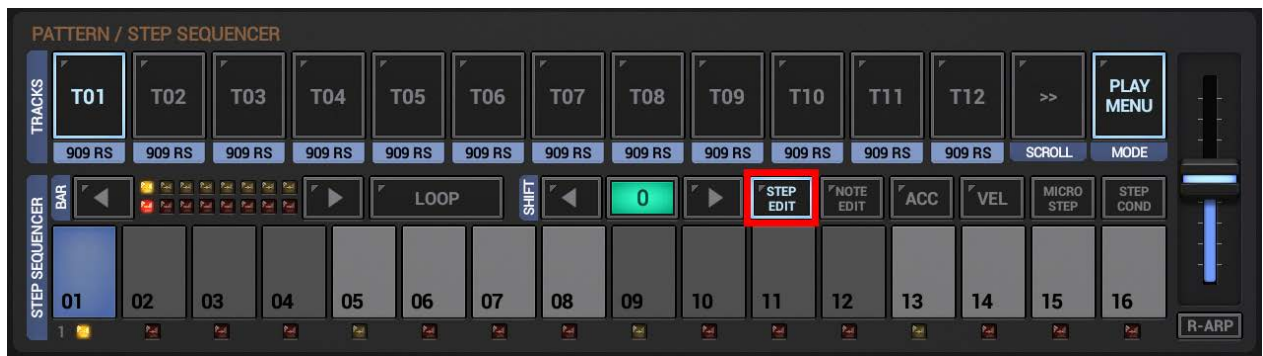 PATTERN / STEP SEQUENCER
TRACKS
T01 T02 T03 T04 T05 T06 T07 T08 T09 T10 T11 T12 >> PLAY MENU
909 RS 909 RS 909 RS 909 RS 909 RS 909 RS 909 RS 909 RS 909 RS 909 RS 909 RS 909 RS SCROLL MODE
STEP SEQUENCER
BAR LOOP SHIFT 0 STEP EDIT NOTE EDIT ACC VEL MICRO STEP STEP COND
01 02 03 04 05 06 07 08 09 10 11 12 13 14 15 16
1 R-ARP